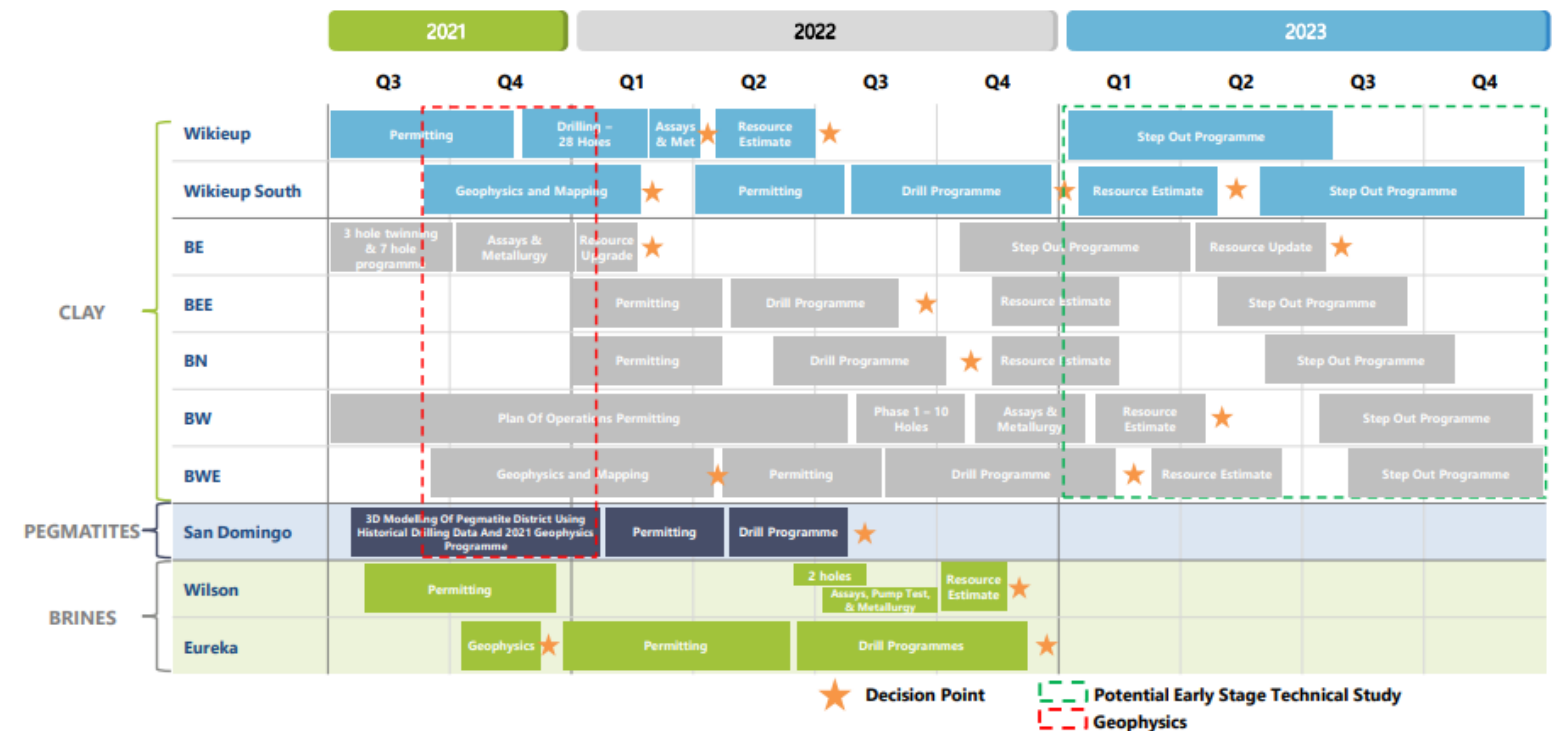 2021
2022
2023
Q3
Q4
Q1
Q2
Q3
Q4
Q1
Q2
Q3
Q4
CLAY
Wikieup
Permitting
Drilling –
28 Holes
Assays
& Met
Resource
Estimate
Step Out Programme
Wikieup South
Geophysics and Mapping
Permitting
Drill Programme
Resource Estimate
Step Out Programme
BE
3 hole twinning
& 7 hole
programme
Assays &
Metallurgy
Resource
Upgrade
Step Out Programme
Resource Update
BEE
Permitting
Drill Programme
Resource Estimate
Step Out Programme
BN
Permitting
Drill Programme
Resource Estimate
Step Out Programme
BW
Plan Of Operations Permitting
Phase 1 – 10
Holes
Assays &
Metallurgy
Resource
Estimate
Step Out Programme
BWE
Geophysics and Mapping
Permitting
Drill Programme
Resource Estimate
Step Out Programme
PEGMATITES
San Domingo
3D Modelling Of Pegmatite District Using
Historical Drilling Data And 2021 Geophysics
Programme
Permitting
Drill Programme
BRINES
Wilson
Permitting
2 holes
Assays, Pump Test,
& Metallurgy
Resource
Estimate
Eureka
Geophysics
Permitting
Drill Programmes
Decision Point
Potential Early Stage Technical Study
Geophysics